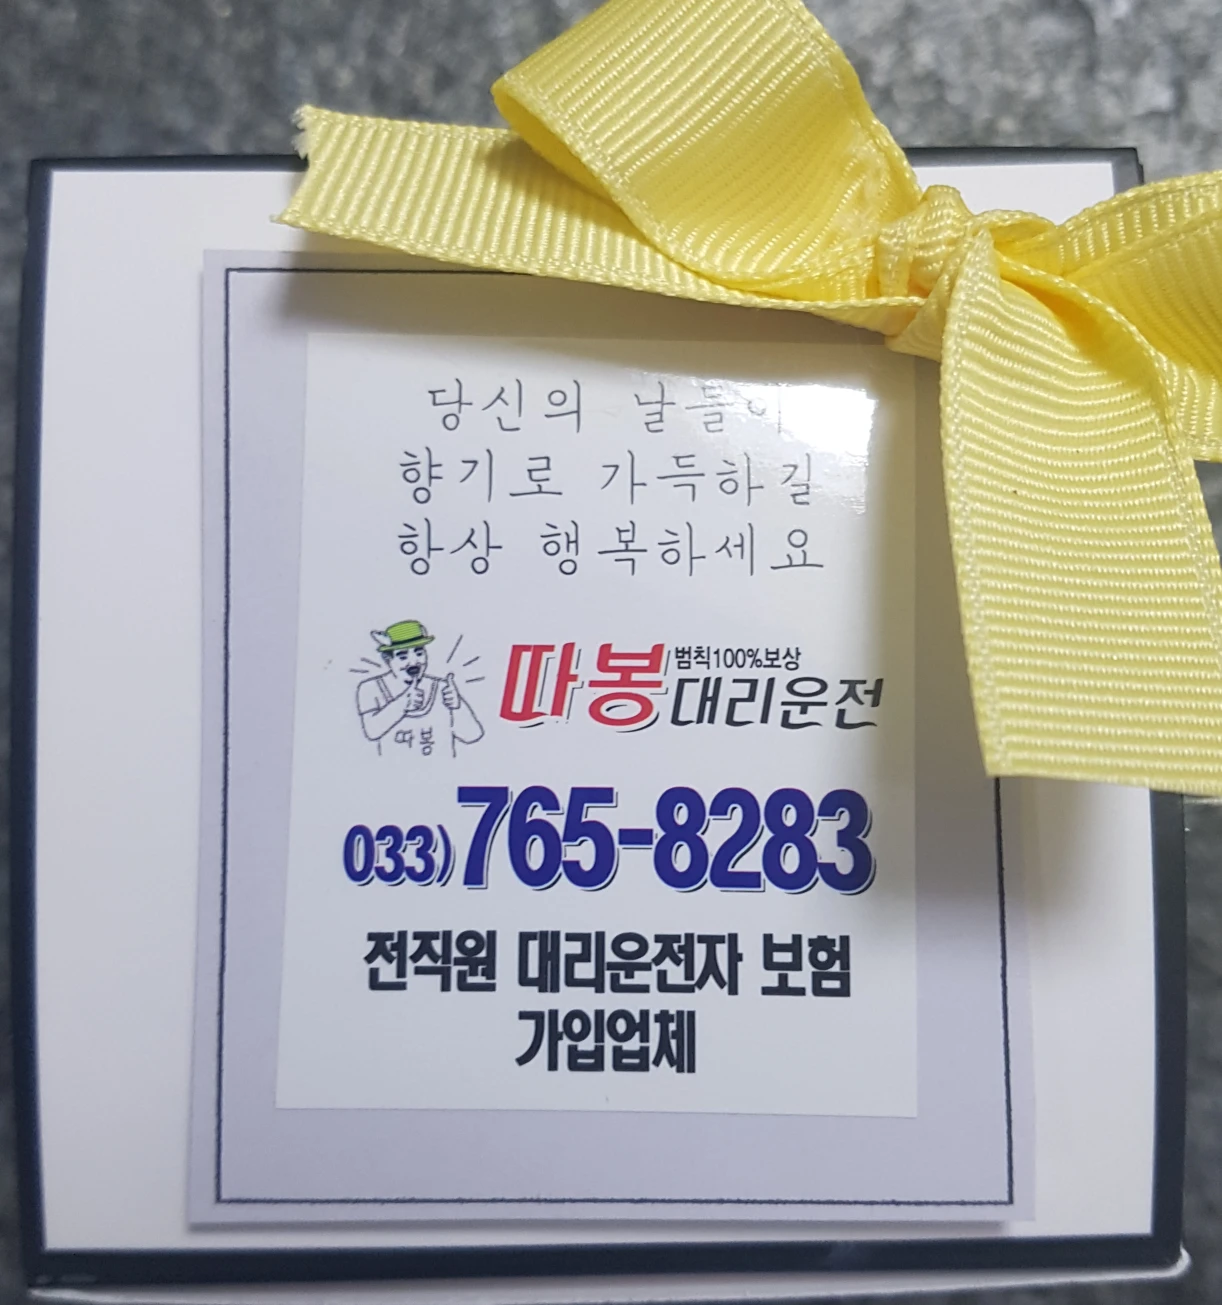 당신의 날들이
향기로 가득하길
항상 행복하세요
따봉
따봉 범칙100%보상
대리운전
033)765-8283
전직원 대리운전자 보험
가입업체